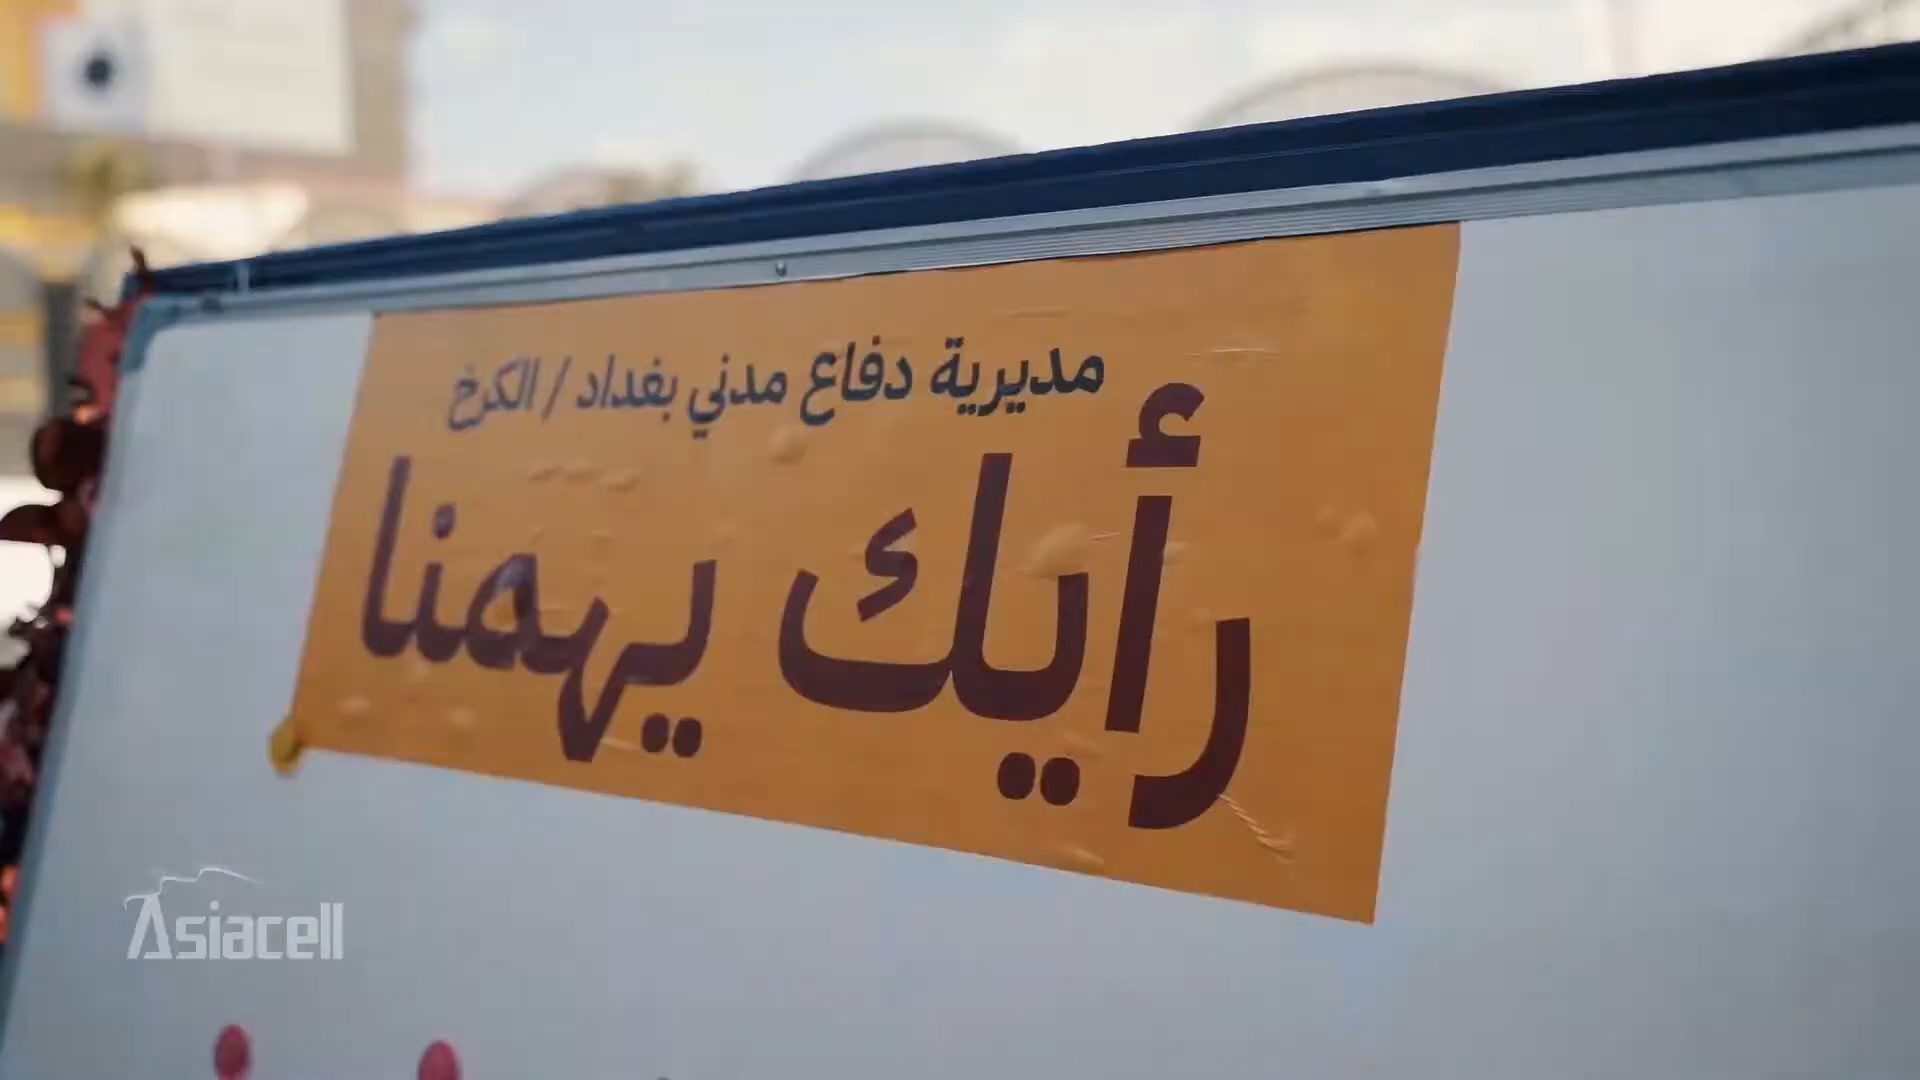 مديرية دفاع مدني بغداد / الكرخ
رأيك يهمنا
Asiacell